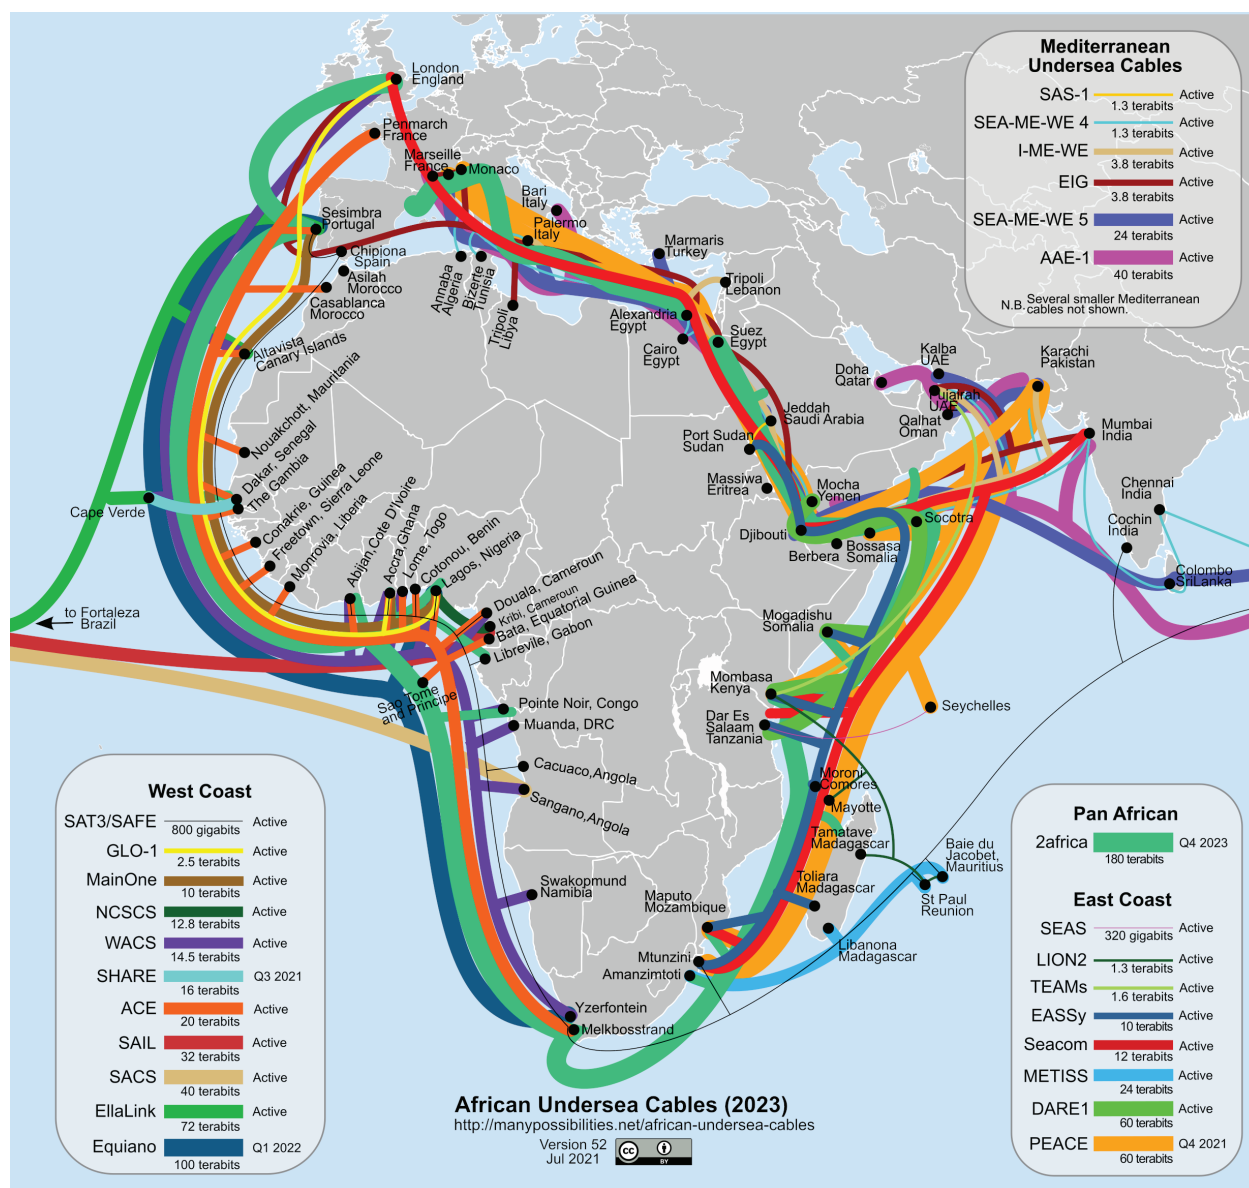 London
England
Penmarch
France
Marseille
France
Monaco
Bari
Italy
Palermo
Italy
Sesimbra
Portugal
Chipiona
Spain
Asilah
Morocco
Casablanca
Morocco
Annaba
Algeria
Bizerte
Tunisia
Tripoli
Libya
Marmaris
Turkey
Tripoli
Lebanon
Alexandria
Egypt
Cairo
Egypt
Suez
Egypt
Altavista
Canary Islands
Nouakchott, Mauritania
Dakar, Senegal
The Gambia
Cape Verde
Conakrie, Guinea
Freetown, Sierra Leone
Monrovia, Liberia
Abijan,Cote D'Ivoire
Accra,Ghana
Lome, Togo
Cotonou, Benin
Lagos, Nigeria
Douala, Cameroun
Kribi, Cameroun
Bata, Equatorial Guinea
Libreville, Gabon
Sao Tome
and Principe
Pointe Noir, Congo
Muanda, DRC
Cacuaco,Angola
Sangano,Angola
Swakopmund
Namibia
Yzerfontein
Melkbosstrand
to Fortaleza
Brazil
Doha
Qatar
Kalba
UAE
Fujairah
UAE
Qalhat
Oman
Karachi
Pakistan
Mumbai
India
Chennai
India
Cochin
India
Colombo
SriLanka
Jeddah
Saudi Arabia
Port Sudan
Sudan
Massiwa
Eritrea
Mocha
Yemen
Djibouti
Berbera
Bossasa
Somalia
Socotra
Mogadishu
Somalia
Mombasa
Kenya
Dar Es
Salaam
Tanzania
Seychelles
Moroni
Comores
Mayotte
Tamatave
Madagascar
Baie du
Jacobet,
Mauritius
St Paul
Reunion
Toliara
Madagascar
Libanona
Madagascar
Maputo
Mozambique
Mtunzini
Amanzimtoti
Mediterranean
Undersea Cables
SAS-1 Active
1.3 terabits
SEA-ME-WE 4 Active
1.3 terabits
I-ME-WE Active
3.8 terabits
EIG Active
3.8 terabits
SEA-ME-WE 5 Active
24 terabits
AAE-1 Active
40 terabits
N.B. Several smaller Mediterranean
cables not shown.
West Coast
SAT3/SAFE Active
800 gigabits
GLO-1 Active
2.5 terabits
MainOne Active
10 terabits
NCSCS Active
12.8 terabits
WACS Active
14.5 terabits
SHARE Q3 2021
16 terabits
ACE Active
20 terabits
SAIL Active
32 terabits
SACS Active
40 terabits
EllaLink Active
72 terabits
Equiano Q1 2022
100 terabits
Pan African
2africa Q4 2023
180 terabits
East Coast
SEAS Active
320 gigabits
LION2 Active
1.3 terabits
TEAMs Active
1.6 terabits
EASSy Active
10 terabits
Seacom Active
12 terabits
METISS Active
24 terabits
DARE1 Active
60 terabits
PEACE Q4 2021
60 terabits
African Undersea Cables (2023)
http://manypossibilities.net/african-undersea-cables
Version 52
Jul 2021
cc BY